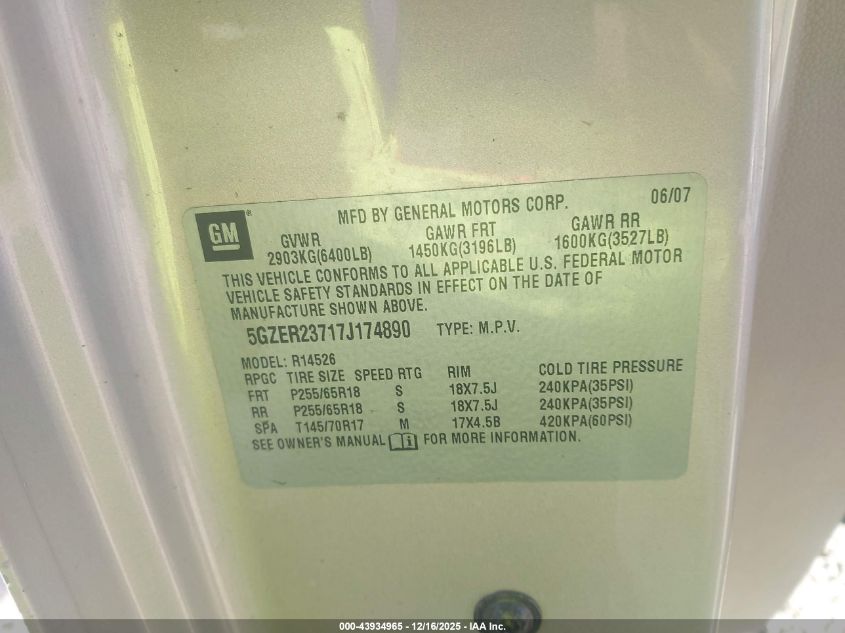 GM ®
MFD BY GENERAL MOTORS CORP. 06/07
GVWR GAWR FRT GAWR RR
2903KG(6400LB) 1450KG(3196LB) 1600KG(3527LB)
THIS VEHICLE CONFORMS TO ALL APPLICABLE U.S. FEDERAL MOTOR
VEHICLE SAFETY STANDARDS IN EFFECT ON THE DATE OF
MANUFACTURE SHOWN ABOVE.
5GZER23717J174890 TYPE: M.P.V.
MODEL: R14526
RPGC TIRE SIZE SPEED RTG RIM COLD TIRE PRESSURE
FRT P255/65R18 S 18X7.5J 240KPA(35PSI)
RR P255/65R18 S 18X7.5J 240KPA(35PSI)
SPA T145/70R17 M 17X4.5B 420KPA(60PSI)
SEE OWNER'S MANUAL FOR MORE INFORMATION.
000-43934965 - 12/16/2025 - IAA Inc.